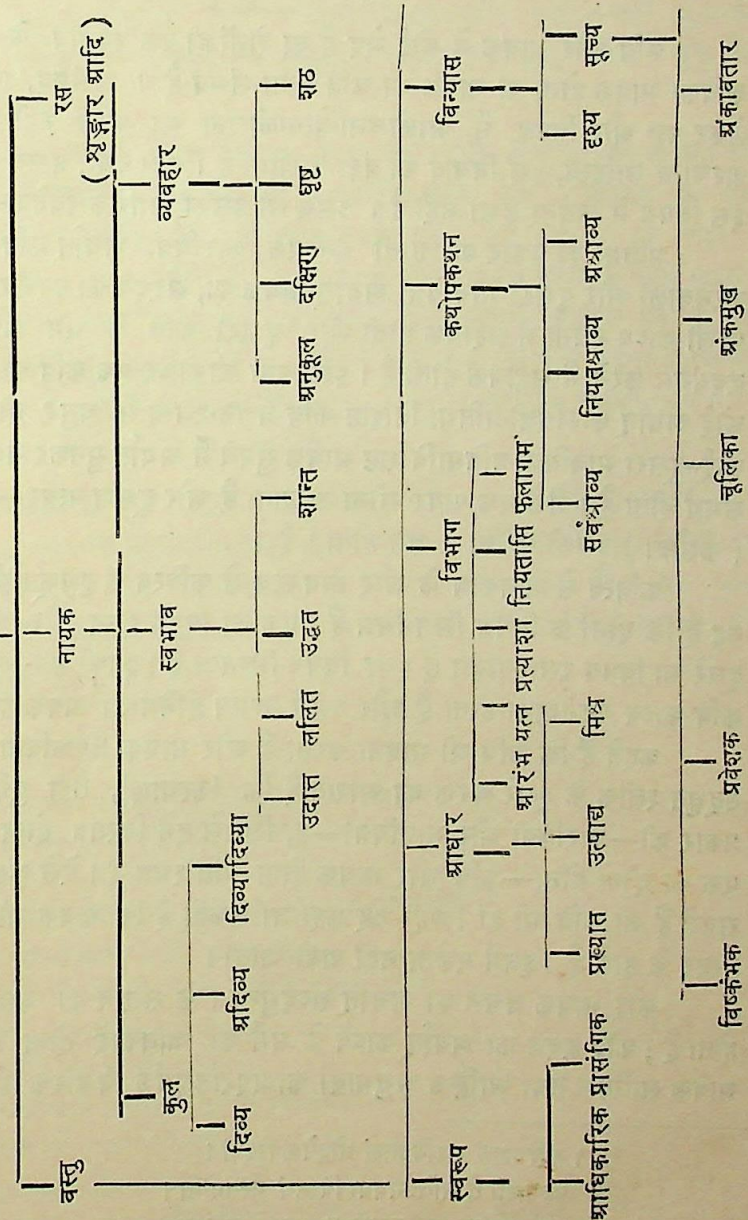 वस्तु नायक रस
( श्रृङ्गार आदि )
कुल स्वभाव व्यवहार
दिव्य अदिव्य दिव्यादिव्या
उदात्त ललित उद्धत शान्त
अनुकूल दक्षिण धृष्ट शठ
स्वरूप आधार विभाग कथोपकथन विन्यास
आरंभ यत्न प्रत्याशा नियताप्ति फलागम
दृश्य सूच्य
आधिकारिक प्रासंगिक प्रख्यात उत्पाद्य मिश्र सर्वश्राव्य नियतश्राव्य अश्राव्य
विष्कंभक प्रवेशक चूलिका अंकमुख अंकावतार